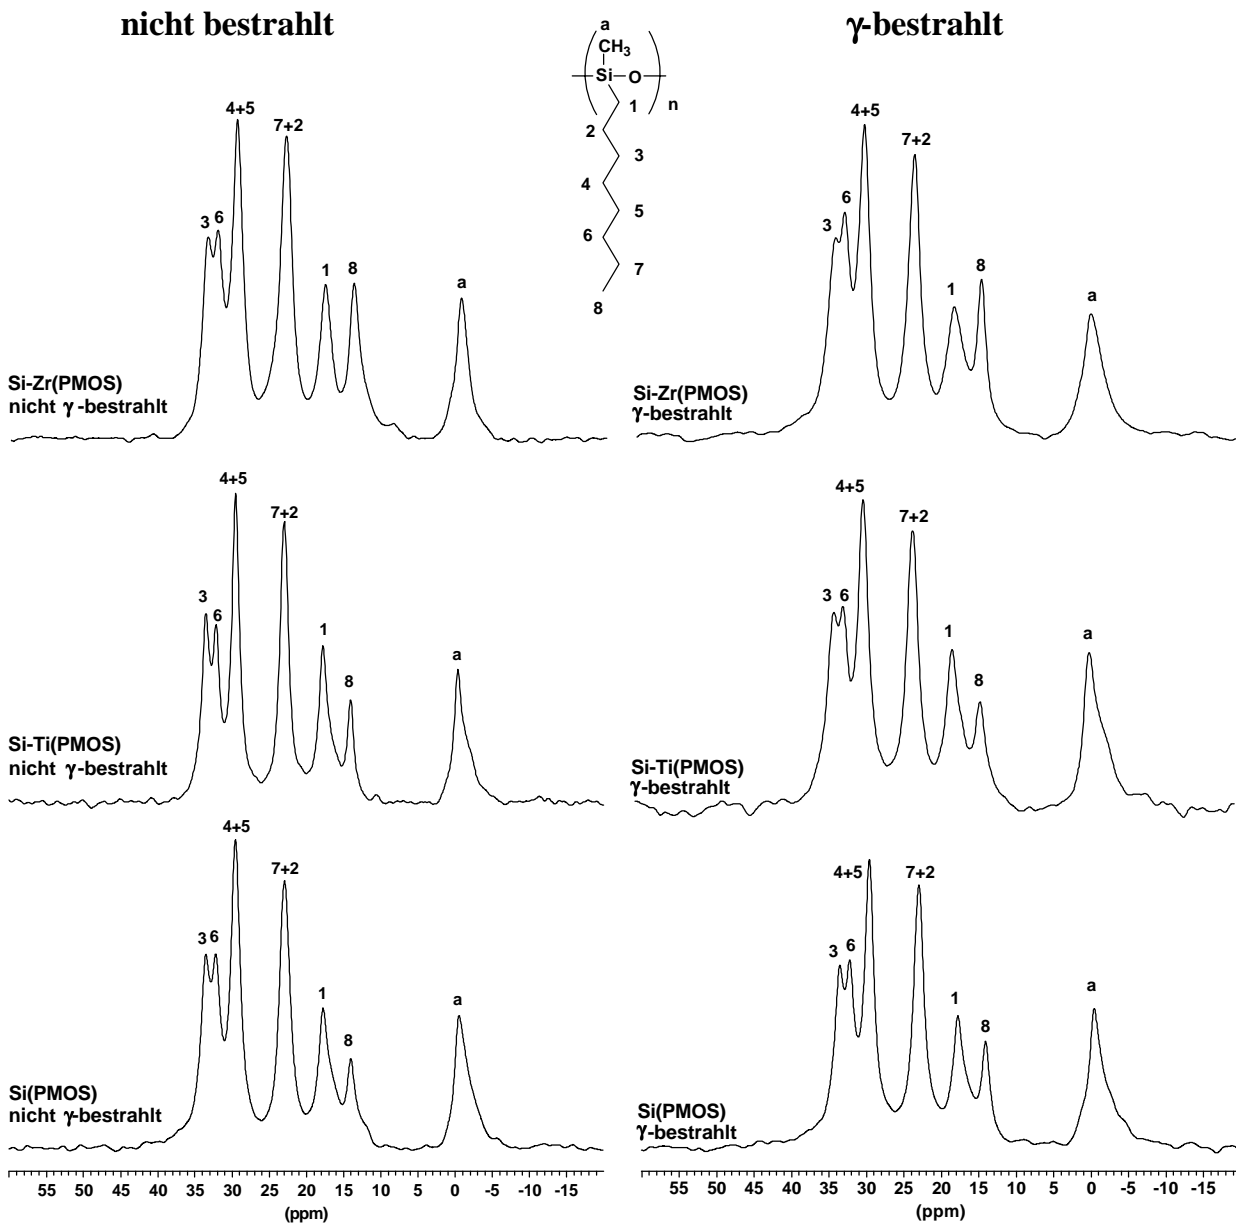 nicht bestrahlt
γ-bestrahlt
a
CH3
Si
O
n
1
2
3
4
5
6
7
8
3
6
4+5
7+2
1
8
a
Si-Zr(PMOS)
nicht γ-bestrahlt
3
6
4+5
7+2
1
8
a
Si-Zr(PMOS)
γ-bestrahlt
3
6
4+5
7+2
1
8
a
Si-Ti(PMOS)
nicht γ-bestrahlt
3
6
4+5
7+2
1
8
a
Si-Ti(PMOS)
γ-bestrahlt
3
6
4+5
7+2
1
8
a
Si(PMOS)
nicht γ-bestrahlt
3
6
4+5
7+2
1
8
a
Si(PMOS)
γ-bestrahlt
55 50 45 40 35 30 25 20 15 10 5 0 -5 -10 -15
(ppm)
55 50 45 40 35 30 25 20 15 10 5 0 -5 -10 -15
(ppm)